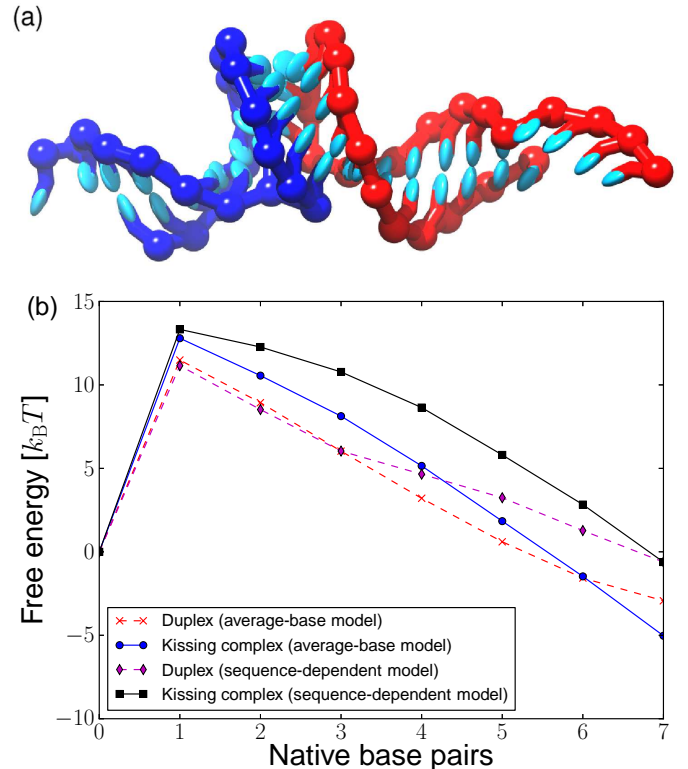 (a)
(b)
15
10
5
0
−5
−10
Free energy [k_B T]
Duplex (average-base model)
Kissing complex (average-base model)
Duplex (sequence-dependent model)
Kissing complex (sequence-dependent model)
0 1 2 3 4 5 6 7
Native base pairs